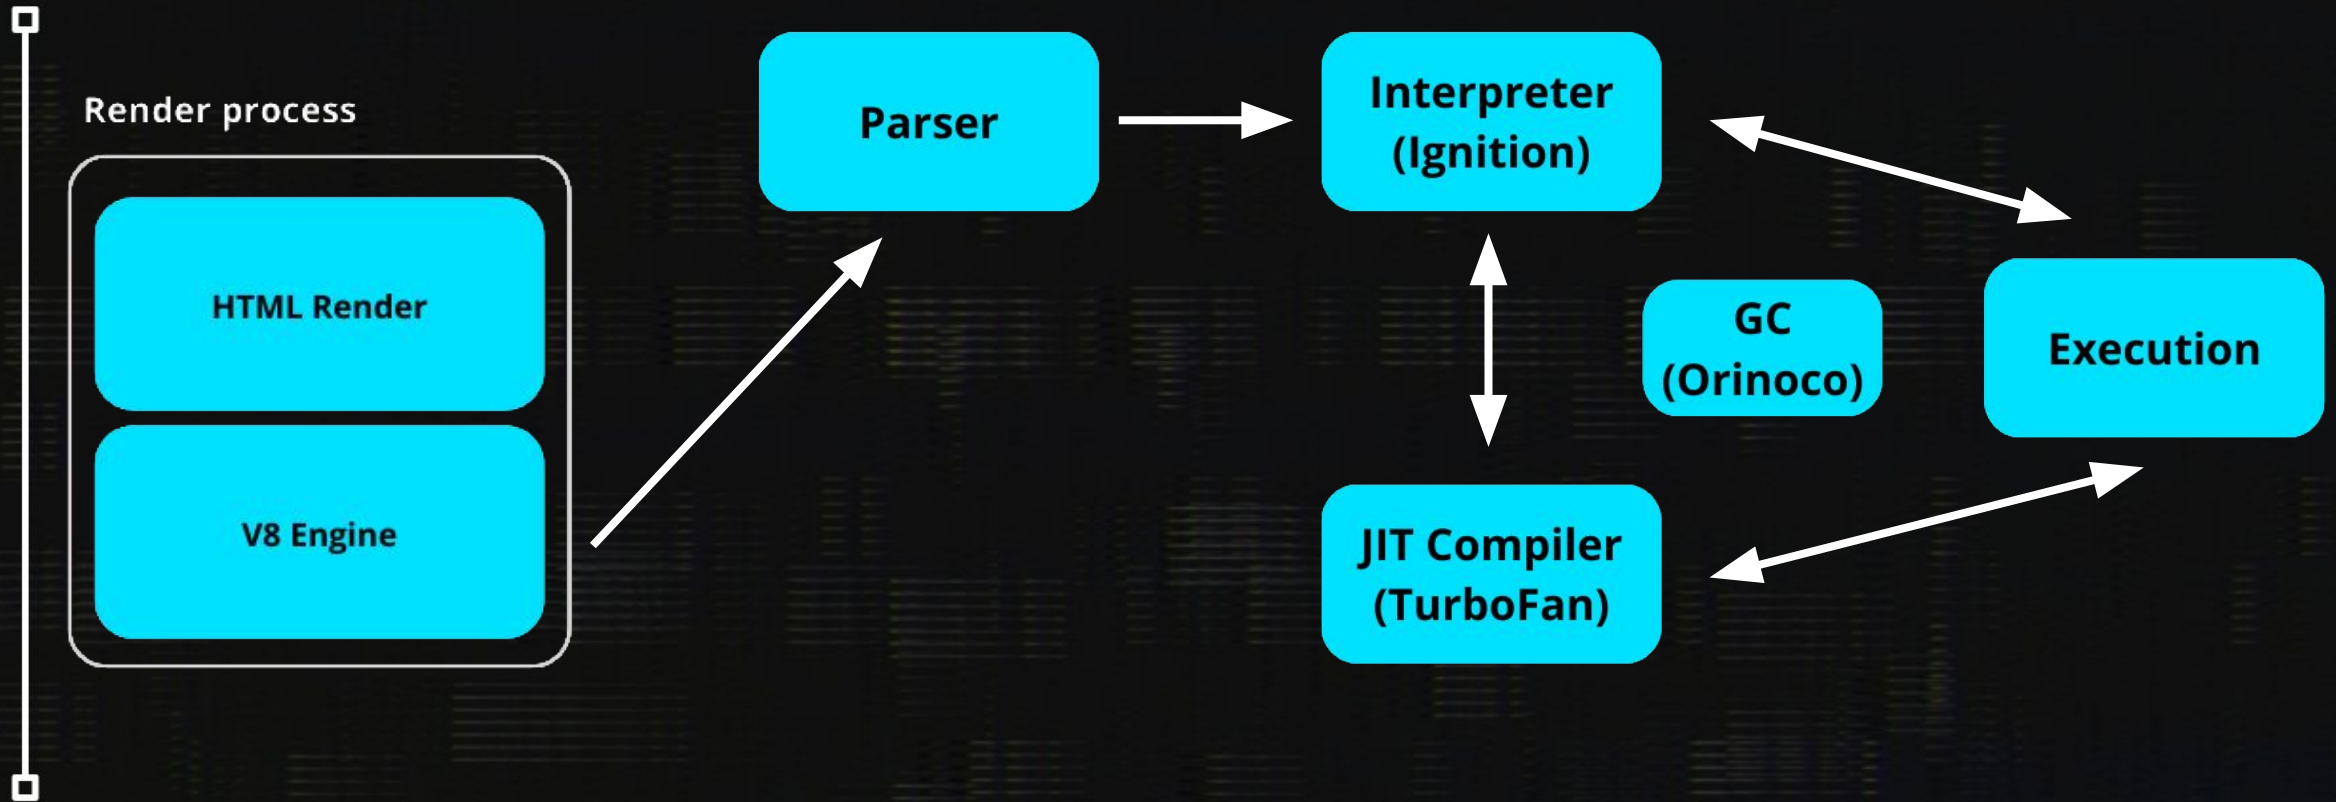 Render process
HTML Render
V8 Engine
Parser
Interpreter
(Ignition)
GC
(Orinoco)
Execution
JIT Compiler
(TurboFan)